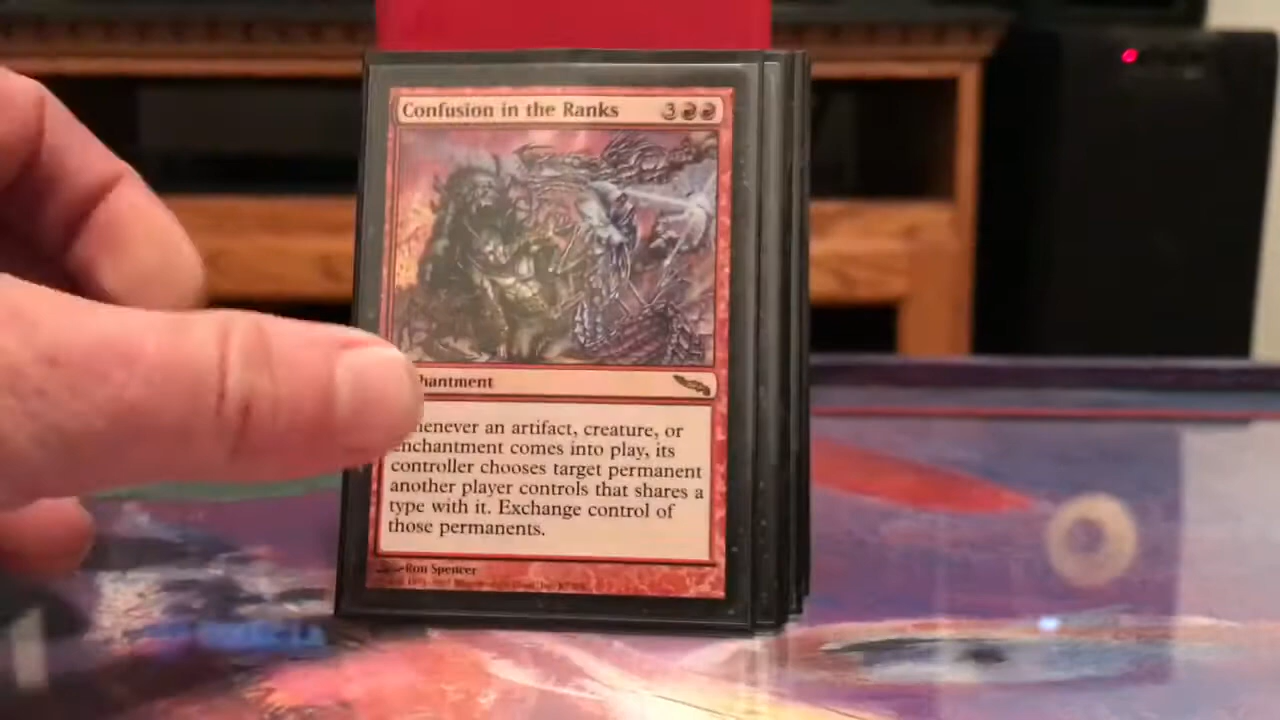 Confusion in the Ranks 3
hantment
henever an artifact, creature, or
enchantment comes into play, its
controller chooses target permanent
another player controls that shares a
type with it. Exchange control of
those permanents.
Ron Spencer